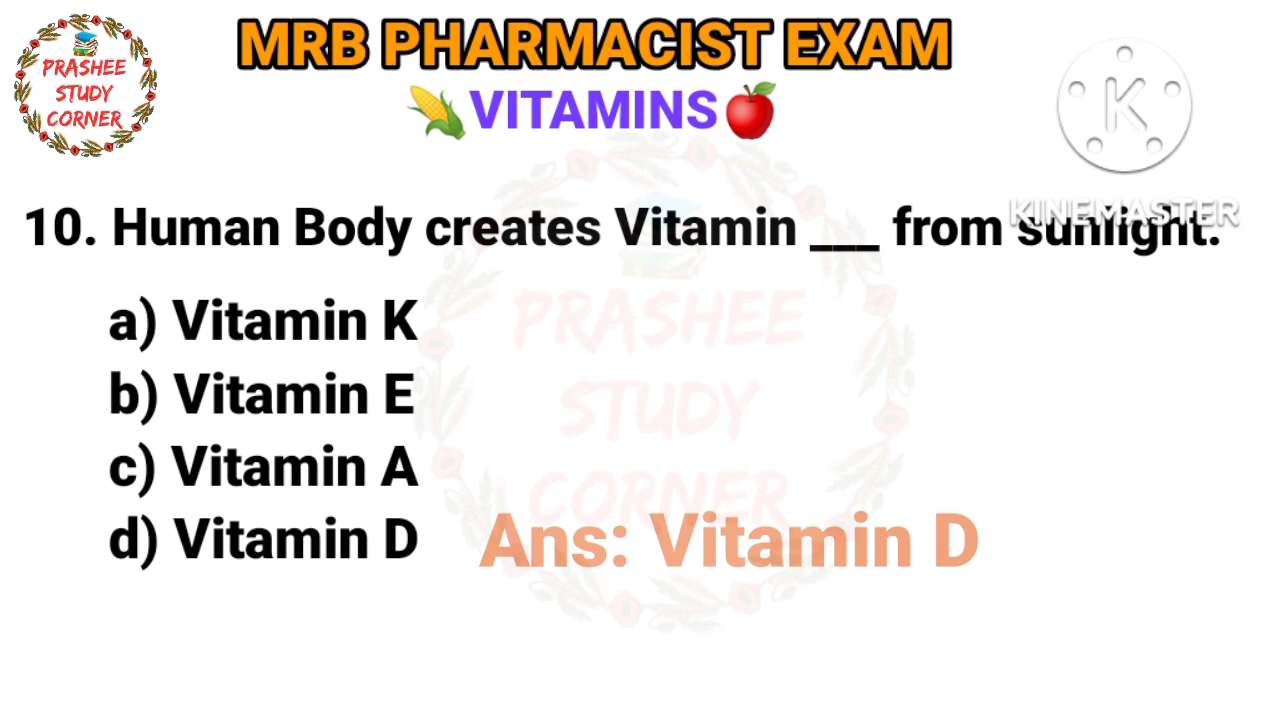 PRASHEE
STUDY
CORNER
MRB PHARMACIST EXAM
VITAMINS
K
KINEMASTER
10. Human Body creates Vitamin ___ from sunlight.
a) Vitamin K
b) Vitamin E
c) Vitamin A
d) Vitamin D
Ans: Vitamin D
PRASHEE
STUDY
CORNER